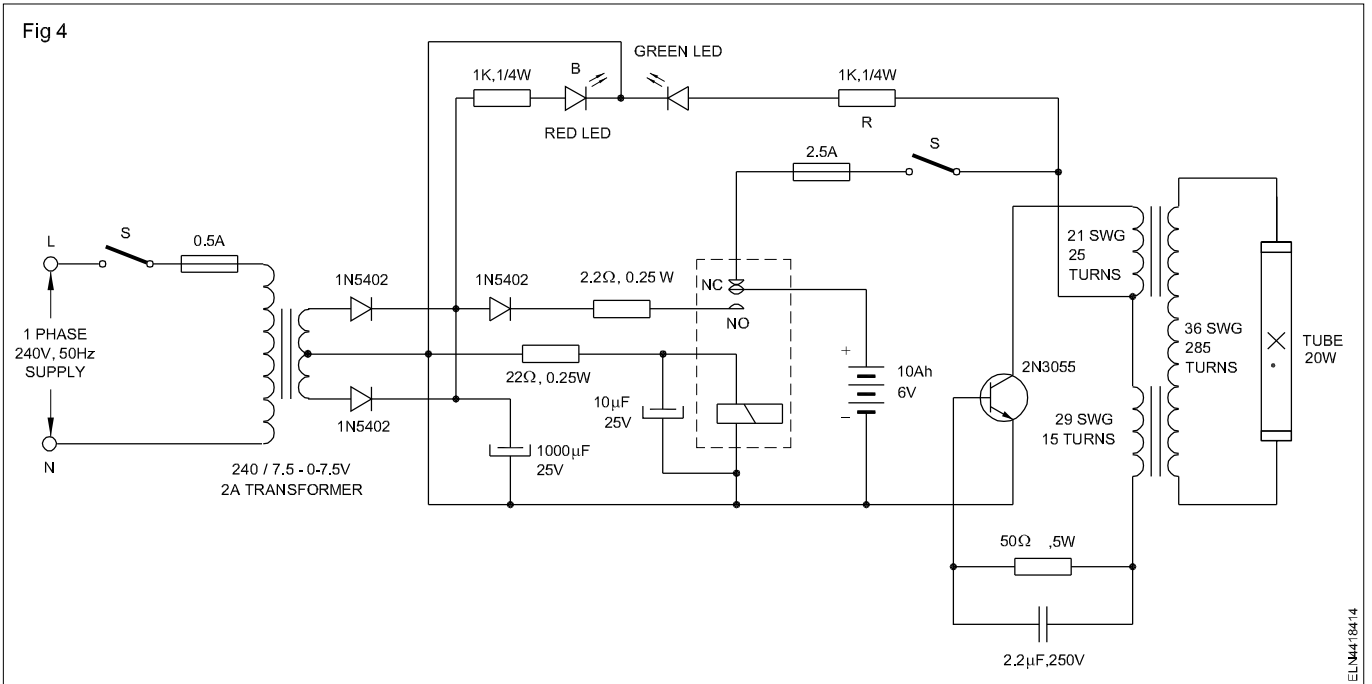 Fig 4
GREEN LED
1K,1/4W
B
1K,1/4W
RED LED
R
2.5A
S
L
S
0.5A
21 SWG
25
TURNS
1N5402
1N5402
2.2Ω, 0.25 W
NC
NO
1 PHASE
240V, 50Hz
SUPPLY
36 SWG
285
TURNS
TUBE
20W
22Ω, 0.25W
+
10Ah
6V
–
2N3055
10µF
25V
1N5402
29 SWG
15 TURNS
N
1000µF
25V
240 / 7.5 - 0-7.5V
2A TRANSFORMER
50Ω ,5W
2.2µF,250V
ELN4418414